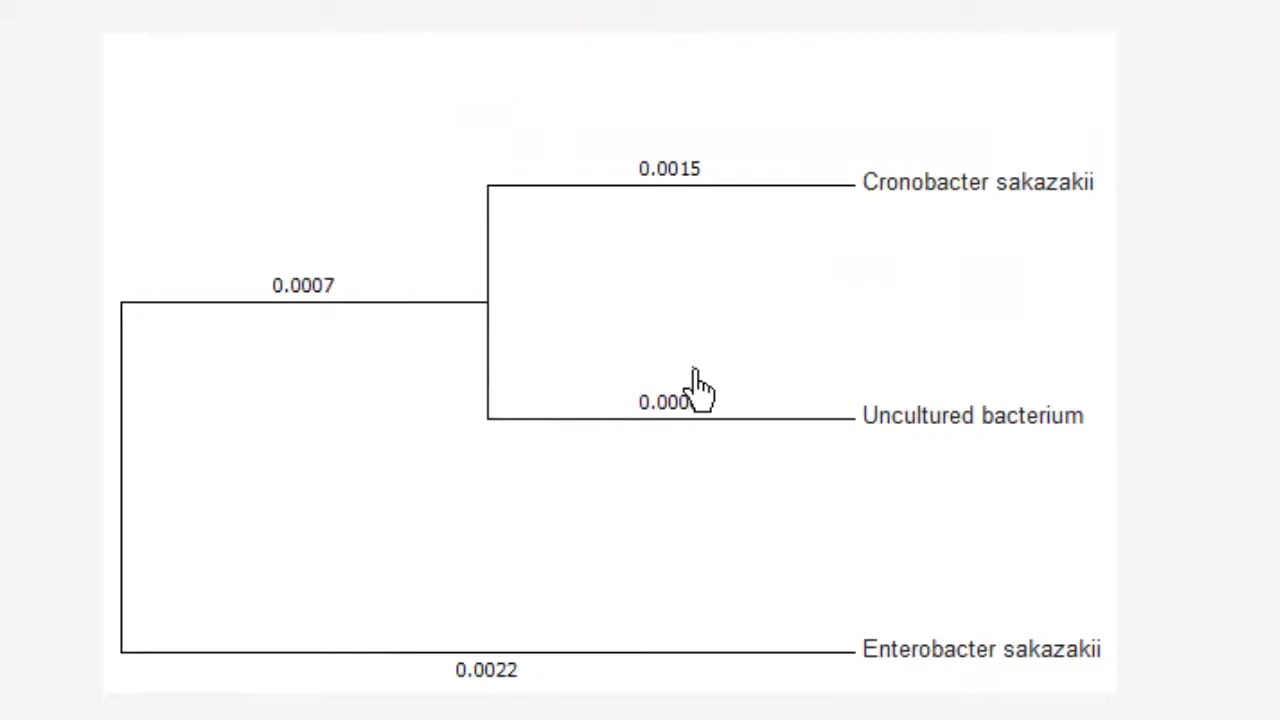 0.0015
Cronobacter sakazakii
0.0007
Uncultured bacterium
Enterobacter sakazakii
0.0022